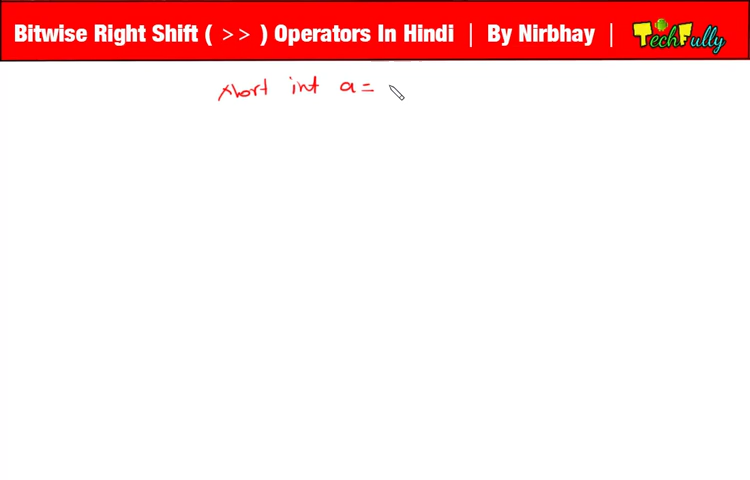 Bitwise Right Shift ( >> ) Operators In Hindi | By Nirbhay | TechFully
short int a=